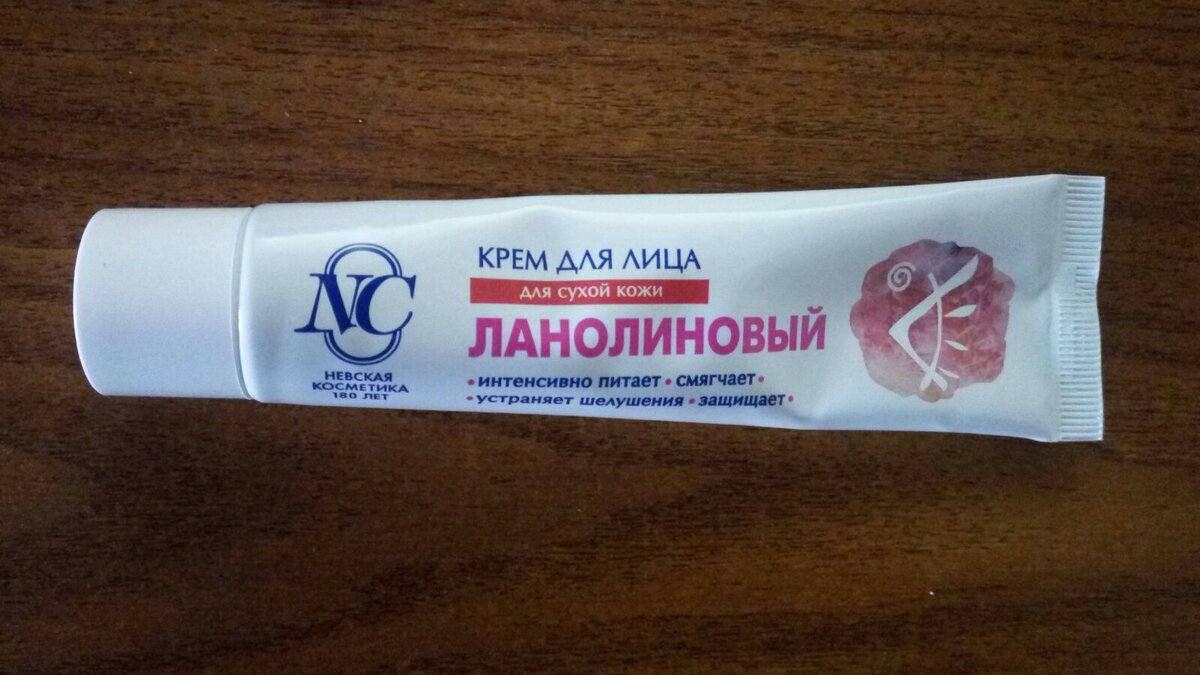 NC
НЕВСКАЯ
КОСМЕТИКА
180 ЛЕТ
КРЕМ ДЛЯ ЛИЦА
ДЛЯ СУХОЙ КОЖИ
ЛАНОЛИНОВЫЙ
• ИНТЕНСИВНО ПИТАЕТ • СМЯГЧАЕТ •
• УСТРАНЯЕТ ШЕЛУШЕНИЯ • ЗАЩИЩАЕТ •